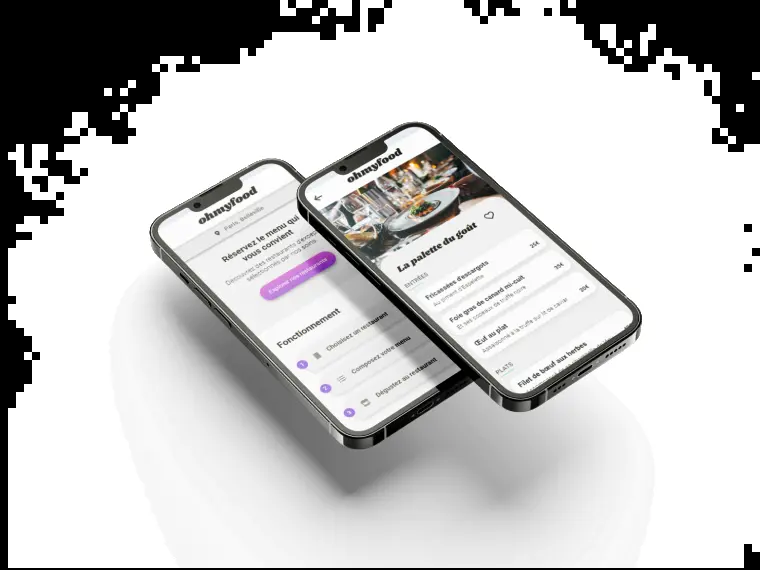 ohmyfood
Paris, Belleville
Réservez le menu qui
vous convient
Découvrez des restaurants d'exception,
sélectionnés par nos soins.
Explorer nos restaurants
Fonctionnement
1 Choisissez un restaurant
2 Composez votre menu
3 Dégustez au restaurant
ohmyfood
La palette du goût
ENTRÉES
Fricassées d'escargots
Au piment d'Espelette
25€
Foie gras de canard mi-cuit
Et ses copeaux de truffe noire
35€
Œuf au plat
Assaisonné à la truffe sur lit de caviar
20€
PLATS
Filet de bœuf aux herbes